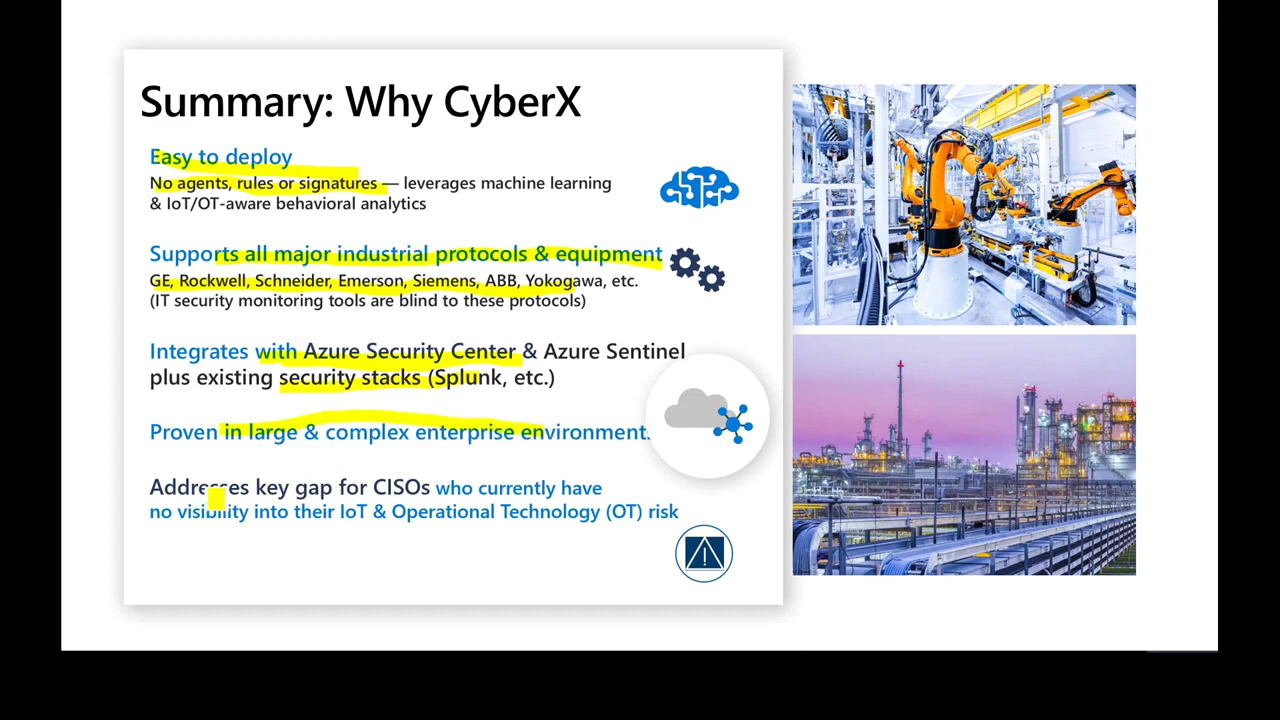 Summary: Why CyberX
Easy to deploy
No agents, rules or signatures — leverages machine learning
& IoT/OT-aware behavioral analytics
Supports all major industrial protocols & equipment
GE, Rockwell, Schneider, Emerson, Siemens, ABB, Yokogawa, etc.
(IT security monitoring tools are blind to these protocols)
Integrates with Azure Security Center & Azure Sentinel
plus existing security stacks (Splunk, etc.)
Proven in large & complex enterprise environments
Addresses key gap for CISOs who currently have
no visibility into their IoT & Operational Technology (OT) risk